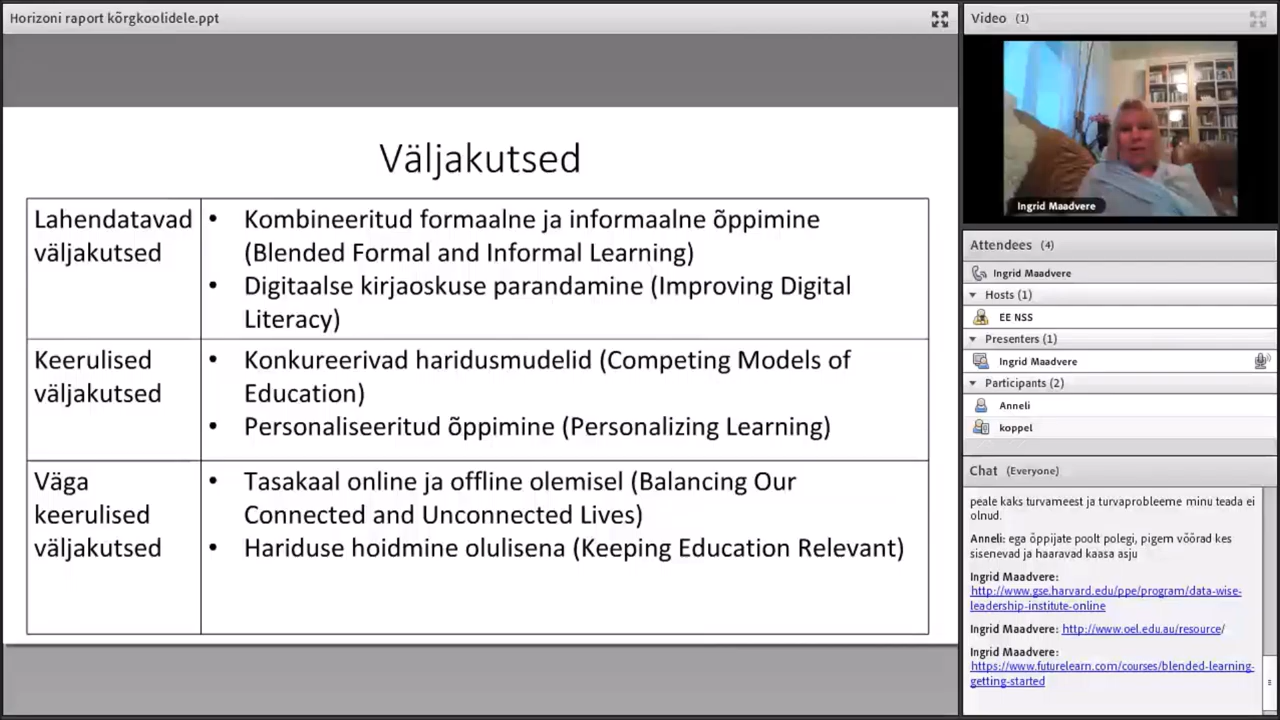 Horizoni raport kõrgkoolidele.ppt
Väljakutsed
Lahendatavad
väljakutsed
• Kombineeritud formaalne ja informaalne õppimine
(Blended Formal and Informal Learning)
• Digitaalse kirjaoskuse parandamine (Improving Digital
Literacy)
Keerulised
väljakutsed
• Konkureerivad haridusmudelid (Competing Models of
Education)
• Personaliseeritud õppimine (Personalizing Learning)
Väga
keerulised
väljakutsed
• Tasakaal online ja offline olemisel (Balancing Our
Connected and Unconnected Lives)
• Hariduse hoidmine olulisena (Keeping Education Relevant)
Video (1)
Ingrid Maadvere
Attendees (4)
Ingrid Maadvere
Hosts (1)
EE NSS
Presenters (1)
Ingrid Maadvere
Participants (2)
Anneli
koppel
Chat (Everyone)
peale kaks turvameest ja turvaprobleeme minu teada ei
olnud.
Anneli: ega õppijate poolt polegi, pigem võõrad kes
sisenevad ja haaravad kaasa asju
Ingrid Maadvere:
http://www.gse.harvard.edu/ppe/program/data-wise-
leadership-institute-online
Ingrid Maadvere: http://www.oel.edu.au/resource/
Ingrid Maadvere:
https://www.futurelearn.com/courses/blended-learning-
getting-started